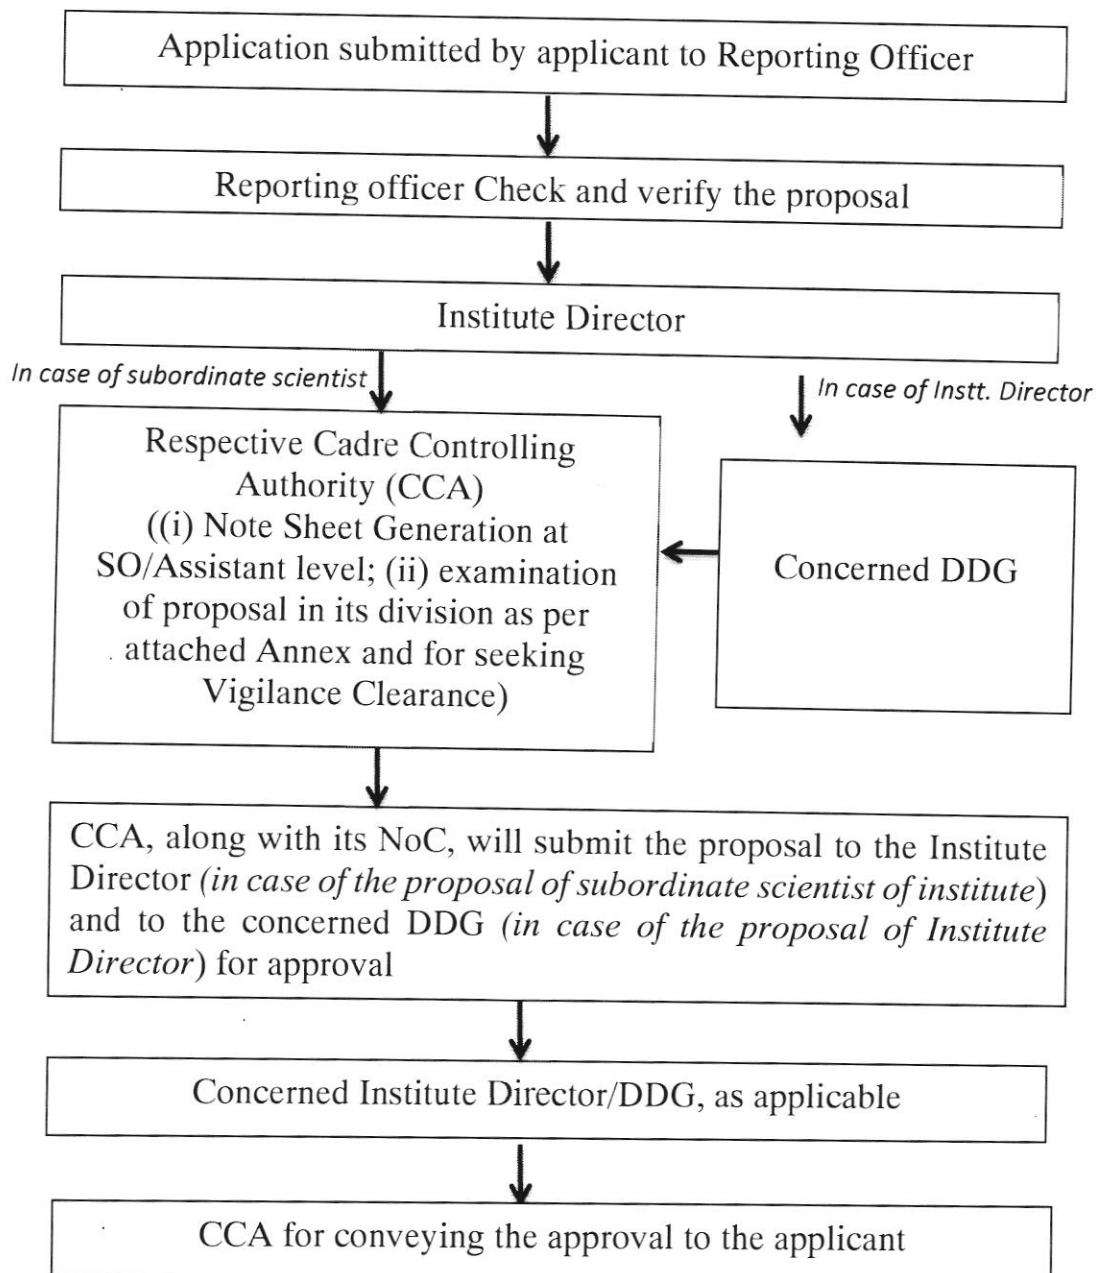 Application submitted by applicant to Reporting Officer
Reporting officer Check and verify the proposal
Institute Director
In case of subordinate scientist
In case of Instt. Director
Respective Cadre Controlling
Authority (CCA)
((i) Note Sheet Generation at
SO/Assistant level; (ii) examination
of proposal in its division as per
attached Annex and for seeking
Vigilance Clearance)
Concerned DDG
CCA, along with its NoC, will submit the proposal to the Institute
Director (in case of the proposal of subordinate scientist of institute)
and to the concerned DDG (in case of the proposal of Institute
Director) for approval
Concerned Institute Director/DDG, as applicable
CCA for conveying the approval to the applicant